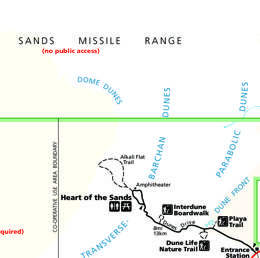 SANDS MISSILE RANGE
(no public access)
DOME DUNES
BARCHAN DUNES
PARABOLIC DUNES
CO-OPERATIVE USE AREA BOUNDARY
Alkali Flat
Trail
Amphitheater
Heart of the Sands
Interdune
Boardwalk
DUNE FRONT
Playa
Trail
Dunes Drive
8mi
13km
quired)
TRANSVERSE-
Dune Life
Nature Trail
Entrance
Station